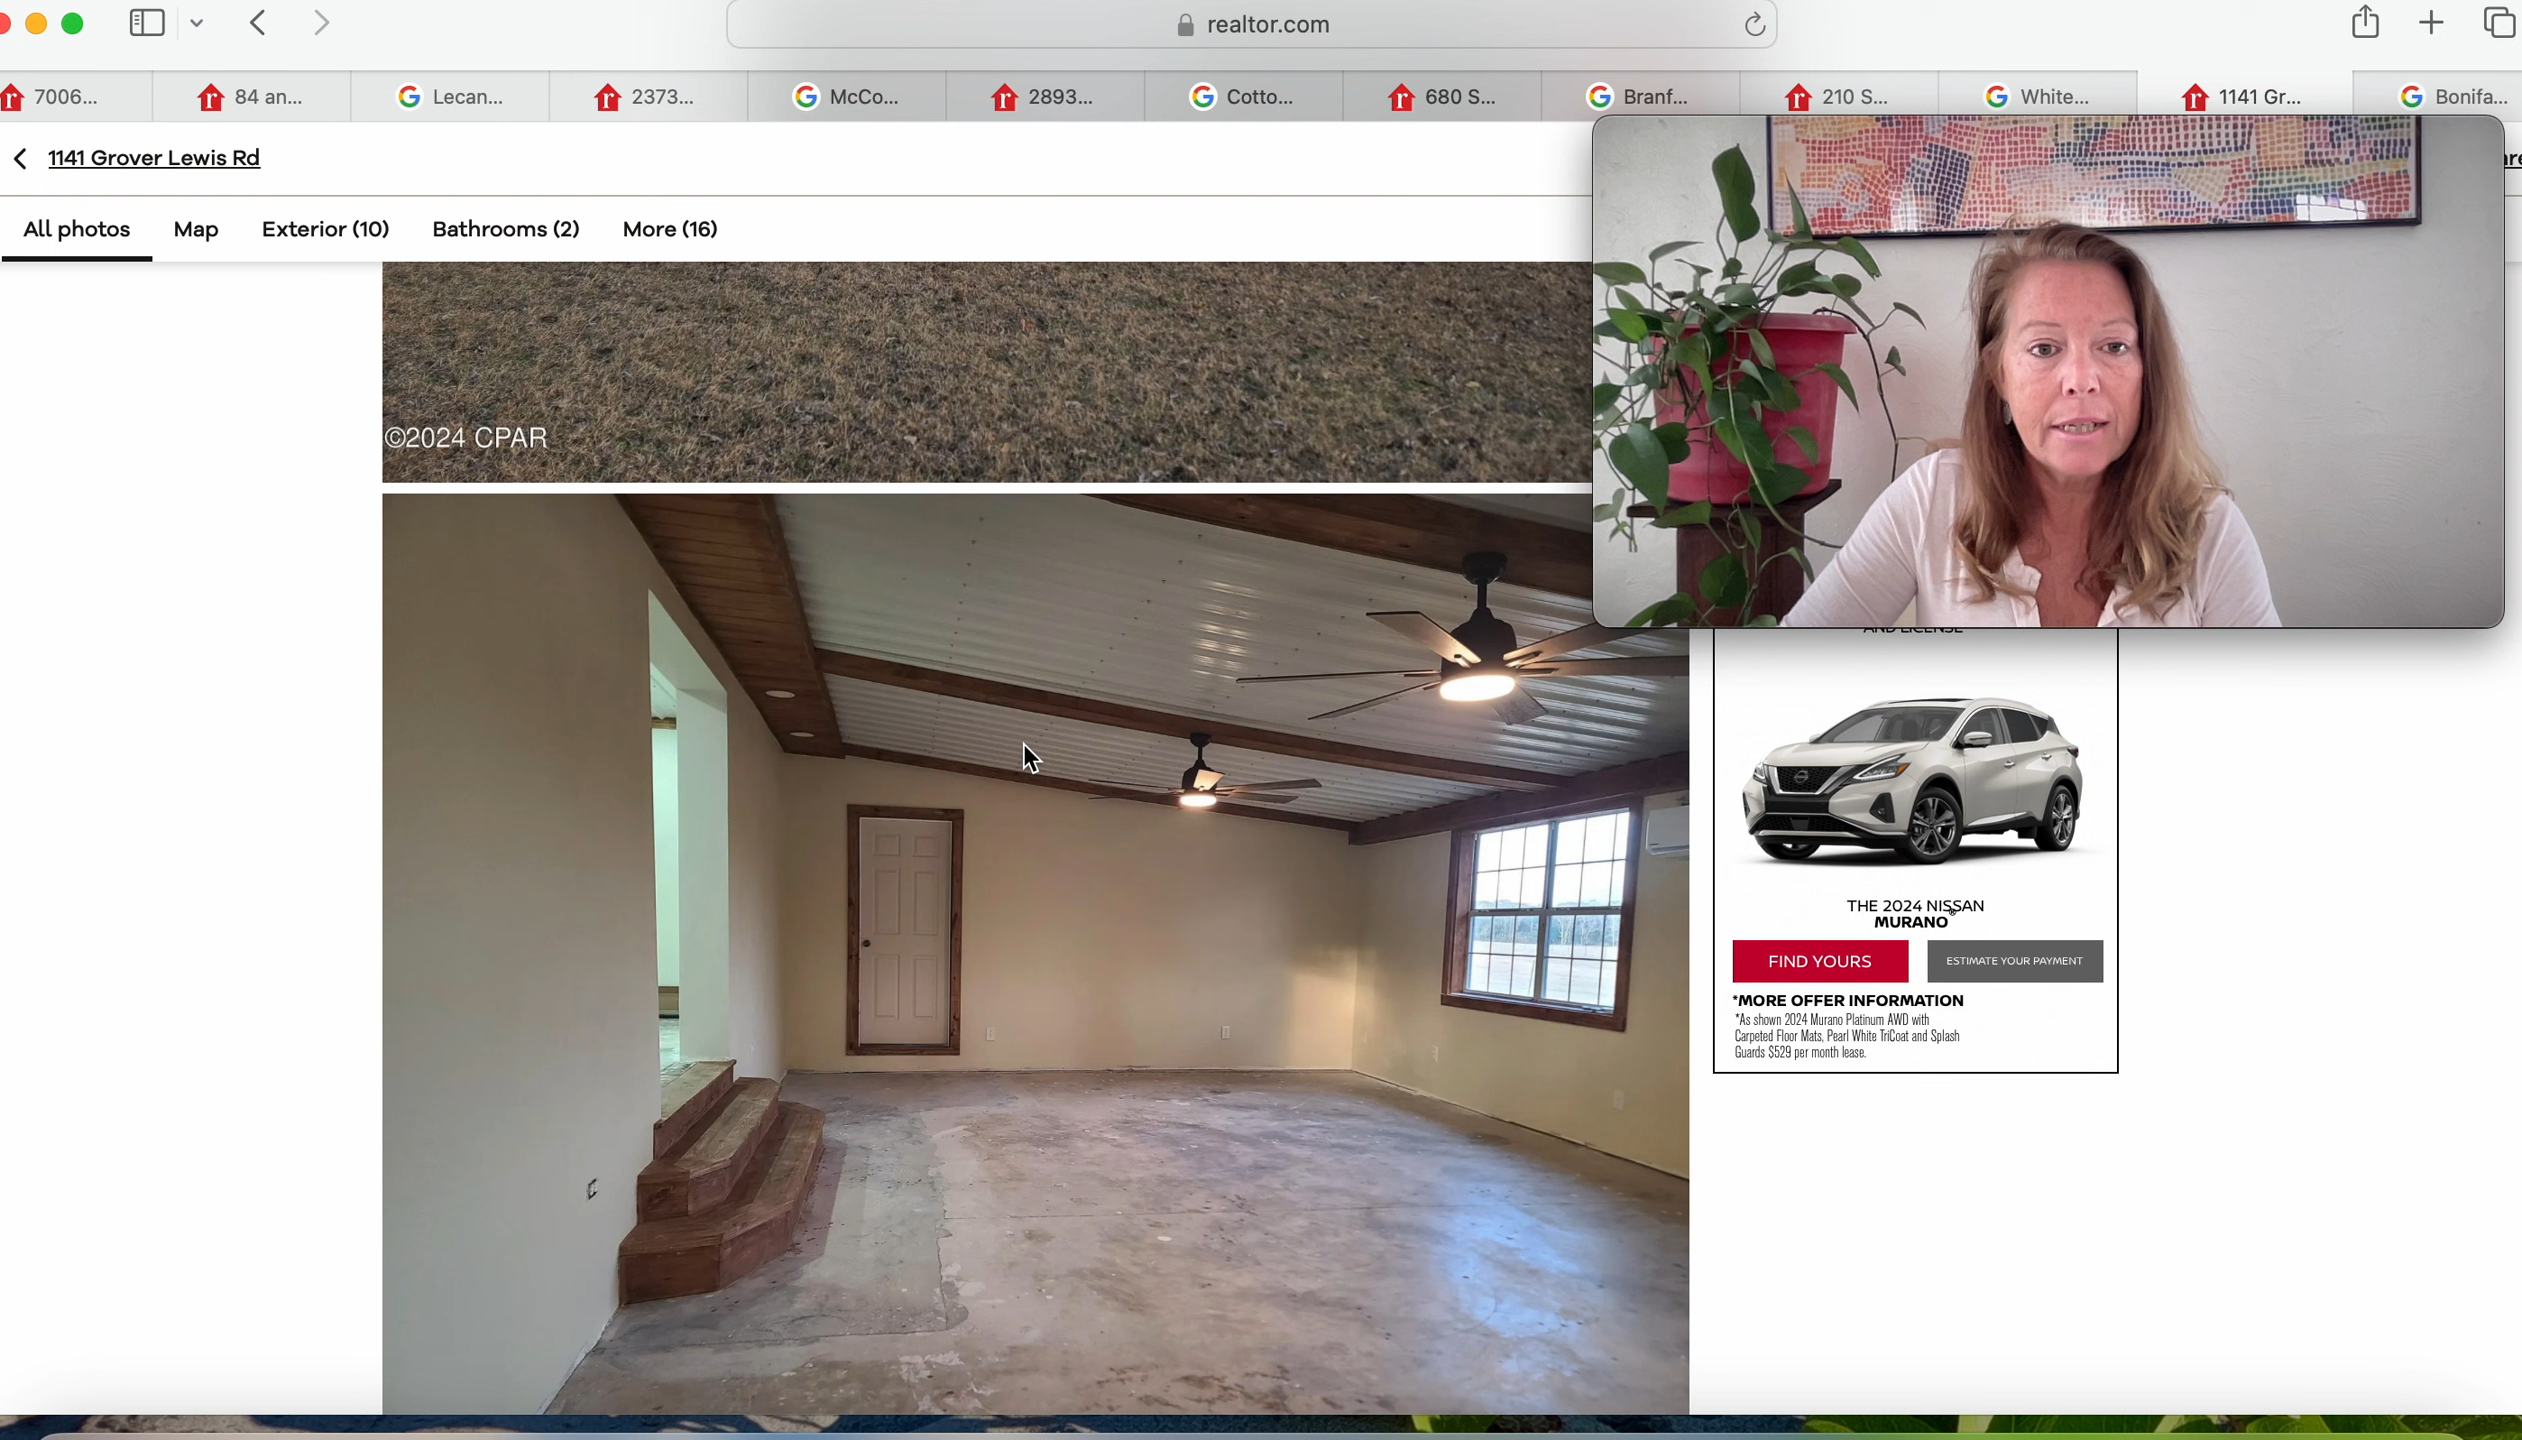 realtor.com
7006...
84 an...
Lecan...
2373...
McCo...
2893...
Cotto...
680 S...
Branf...
210 S...
White...
1141 Gr...
Bonifa...
1141 Grover Lewis Rd
All photos
Map
Exterior (10)
Bathrooms (2)
More (16)
©2024 CPAR
AND LICENSE
THE 2024 NISSAN
MURANO®
FIND YOURS
ESTIMATE YOUR PAYMENT
*MORE OFFER INFORMATION
*As shown 2024 Murano Platinum AWD with
Carpeted Floor Mats, Pearl White TriCoat and Splash
Guards $529 per month lease.